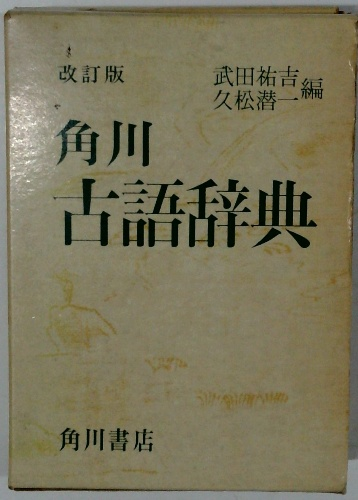 改訂版
武田祐吉
久松潜一
編
角川
古語辞典
角川書店